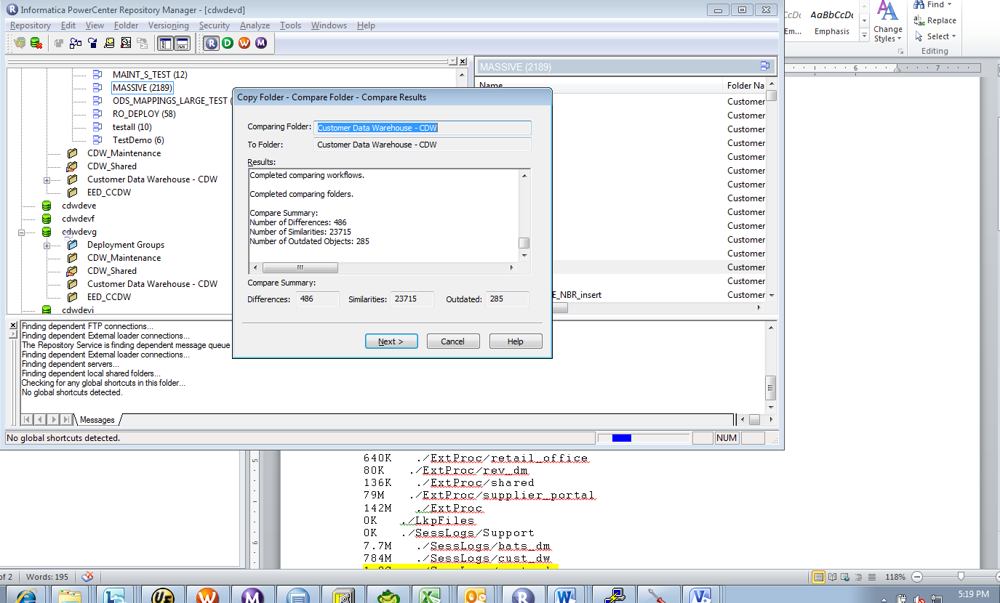 Informatica PowerCenter Repository Manager - [cdwdevd]
Repository Edit View Folder Versioning Security Analyze Tools Windows Help
R D W M
MAINT_S_TEST (12)
MASSIVE (2189)
ODS_MAPPINGS_LARGE_TEST (
RO_DEPLOY (58)
testall (10)
TestDemo (6)
CDW_Maintenance
CDW_Shared
Customer Data Warehouse - CDW
EED_CCDW
cdwdeve
cdwdevf
cdwdevg
Deployment Groups
CDW_Maintenance
CDW_Shared
Customer Data Warehouse - CDW
EED_CCDW
cdwdevi
MASSIVE (2189)
Name Folder Na
Customer
Customer
Customer
Customer
Customer
Customer
Customer
Customer
Customer
Customer
Customer
Customer
Customer
Customer
E_NBR_insert Customer
Copy Folder - Compare Folder - Compare Results
Comparing Folder: Customer Data Warehouse - CDW
To Folder: Customer Data Warehouse - CDW
Results:
Completed comparing workflows.
Completed comparing folders.
Compare Summary:
Number of Differences: 486
Number of Similarities: 23715
Number of Outdated Objects: 285
Compare Summary:
Differences: 486 Similarities: 23715 Outdated: 285
Next > Cancel Help
Finding dependent FTP connections...
Finding dependent External loader connections...
The Repository Service is finding dependent message queue
Finding dependent External loader connections...
Finding dependent servers...
Finding dependent local shared folders...
Checking for any global shortcuts in this folder...
No global shortcuts detected.
Messages
No global shortcuts detected. NUM
AaBbCcDc
Em... Emphasis
Change
Styles
Find
Replace
Select
Editing
6 7
5
6
640K ./ExtProc/retail_office
80K ./ExtProc/rev_dm
136K ./ExtProc/shared
79M ./ExtProc/supplier_portal
142M ./ExtProc
0K ./LkpFiles
0K ./SessLogs/Support
7.7M ./SessLogs/bats_dm
784M ./SessLogs/cust_dw
of 2 Words: 195 118%
5:19 PM